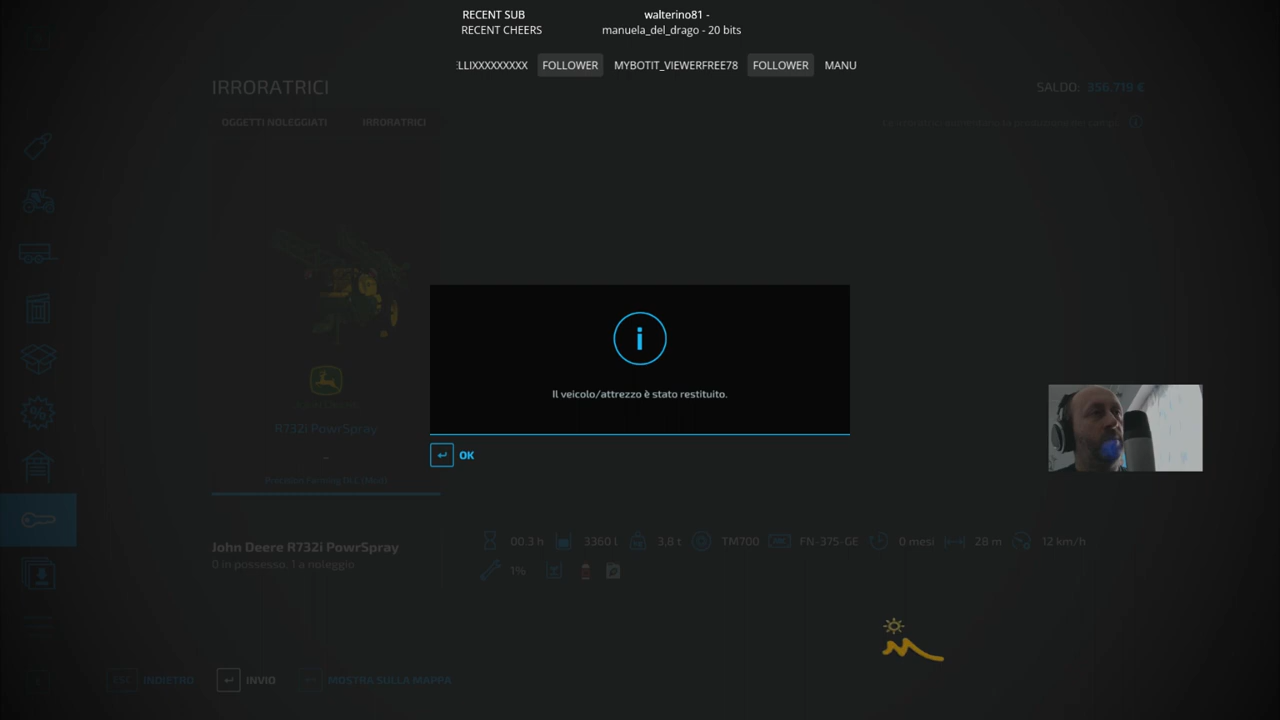 RECENT SUB walterino81 -
RECENT CHEERS manuela_del_drago - 20 bits
:LLIXXXXXXXXX FOLLOWER MYBOTIT_VIEWERFREE78 FOLLOWER MANU
IRRORATRICI
SALDO: 356.719 €
OGGETTI NOLEGGIATI IRRORATRICI
i
Il veicolo/attrezzo è stato restituito.
OK
R732i PowrSpray
-
John Deere R732i PowrSpray
0 in possesso, 1 a noleggio
00:3 h 3360 l 3,8 t TM700 FN-375-GE 0 mesi 28 m 12 km/h
1%
ESC INDIETRO INVIO MOSTRA SULLA MAPPA